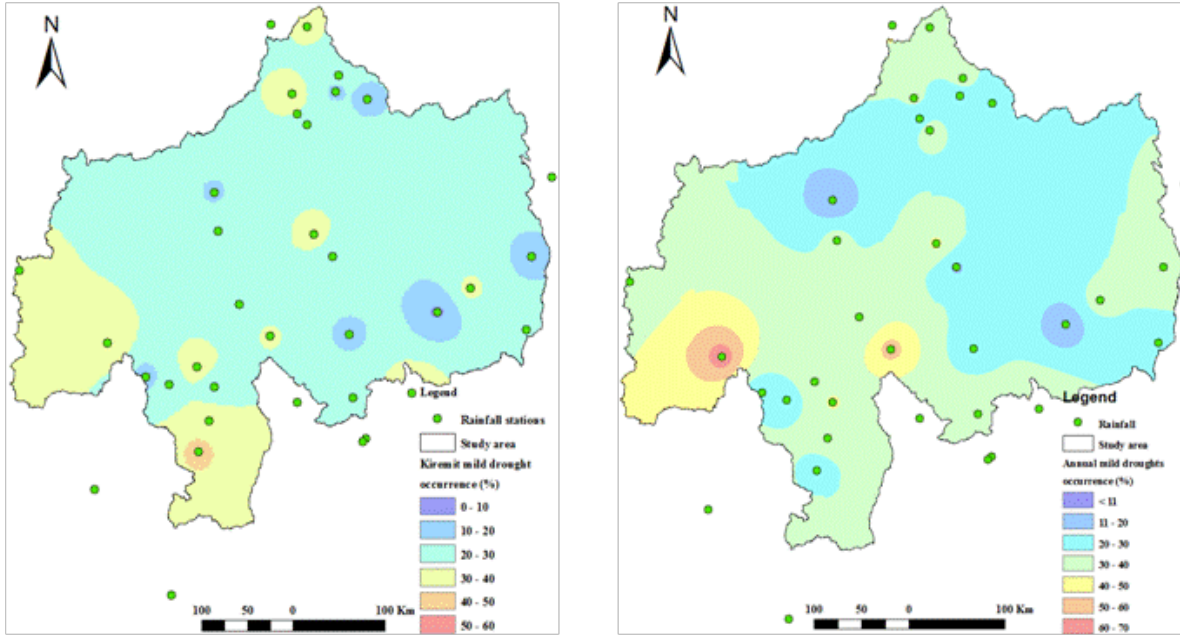 N
Legend
Rainfall stations
Study area
Kiremit mild drought
occurrence (%)
0 - 10
10 - 20
20 - 30
30 - 40
40 - 50
50 - 60
100 50 0 100 Km
N
Legend
Rainfall
Study area
Annual mild droughts
occurrence (%)
< 11
11 - 20
20 - 30
30 - 40
40 - 50
50 - 60
60 - 70
100 50 0 100 Km